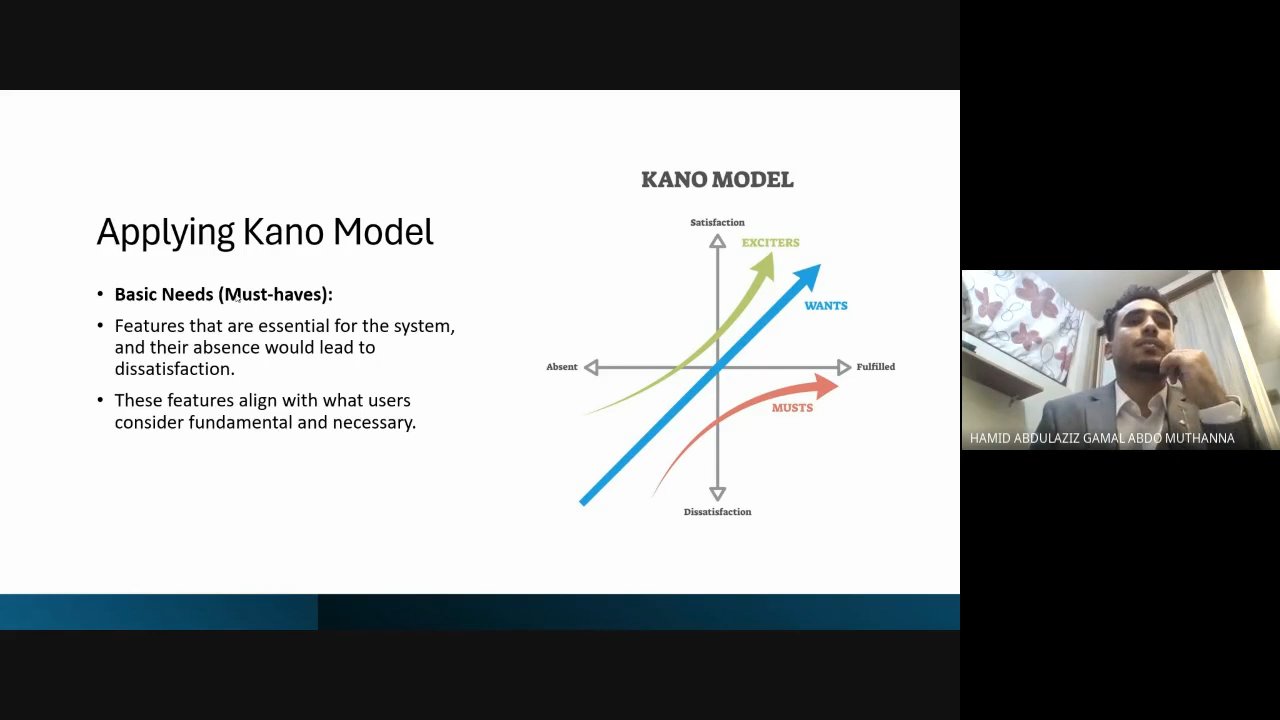 Applying Kano Model
• Basic Needs (Must-haves):
• Features that are essential for the system,
and their absence would lead to
dissatisfaction.
• These features align with what users
consider fundamental and necessary.
KANO MODEL
Satisfaction
EXCITERS
WANTS
Absent
Fulfilled
MUSTS
Dissatisfaction
HAMID ABDULAZIZ GAMAL ABDO MUTHANNA